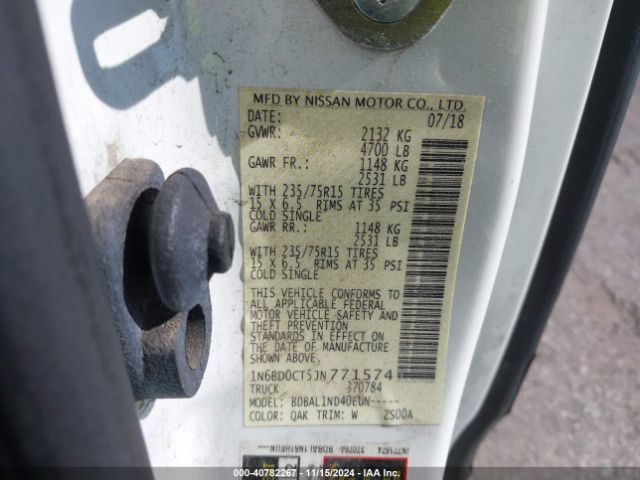 MFD BY NISSAN MOTOR CO., LTD.
DATE: 07/18
GVWR: 2132 KG
4700 LB
GAWR FR.: 1148 KG
2531 LB
WITH 235/75R15 TIRES
15 X 6.5 RIMS AT 35 PSI
COLD SINGLE
GAWR RR.: 1148 KG
2531 LB
WITH 235/75R15 TIRES
15 X 6.5 RIMS AT 35 PSI
COLD SINGLE
THIS VEHICLE CONFORMS TO
ALL APPLICABLE FEDERAL
MOTOR VEHICLE SAFETY AND
THEFT PREVENTION
STANDARDS IN EFFECT ON
THE DATE OF MANUFACTURE
SHOWN ABOVE.
1N6BD0CT5JN771574
TRUCK 370784
MODEL: BDBAL1ND40EUN-----
COLOR: QAK TRIM: W 2S00A
JN771574 370784
© 40782267 - 11/15/2024 - IAA, Inc.